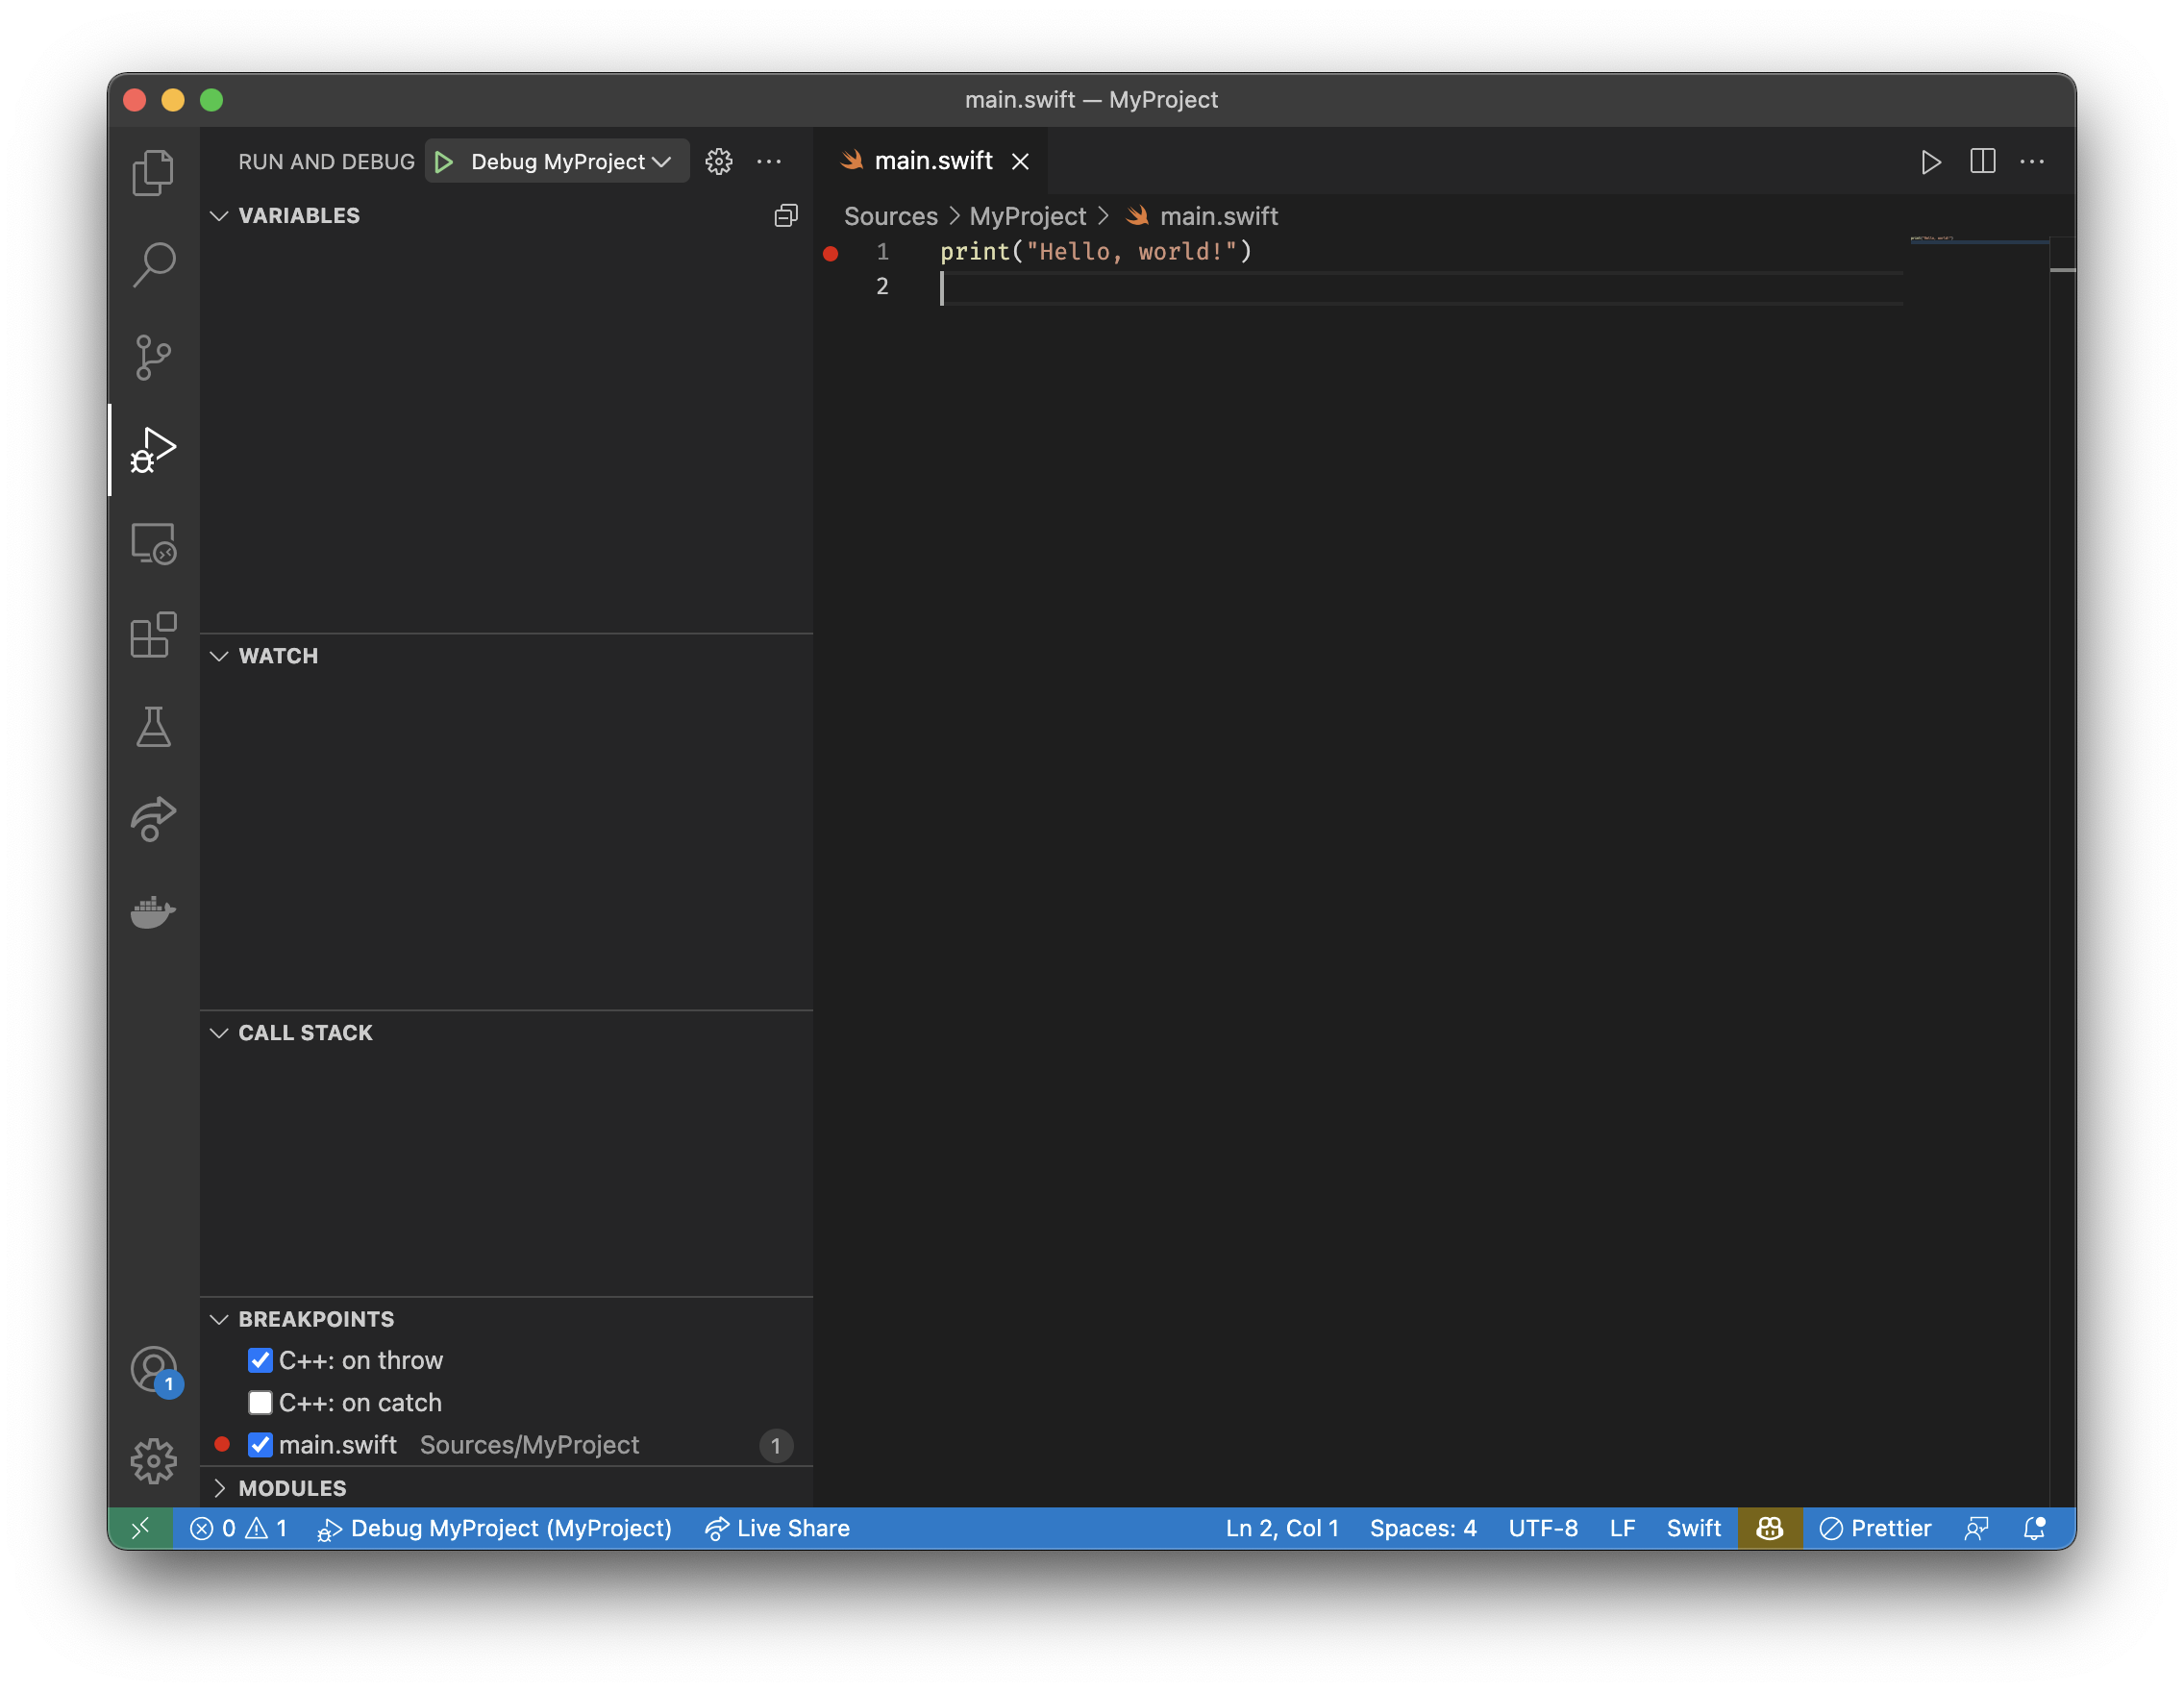 main.swift — MyProject
RUN AND DEBUG Debug MyProject
VARIABLES
WATCH
CALL STACK
BREAKPOINTS
C++: on throw
C++: on catch
main.swift Sources/MyProject 1
MODULES
main.swift
Sources > MyProject > main.swift
1 print("Hello, world!")
2
1
0 1 Debug MyProject (MyProject) Live Share Ln 2, Col 1 Spaces: 4 UTF-8 LF Swift Prettier